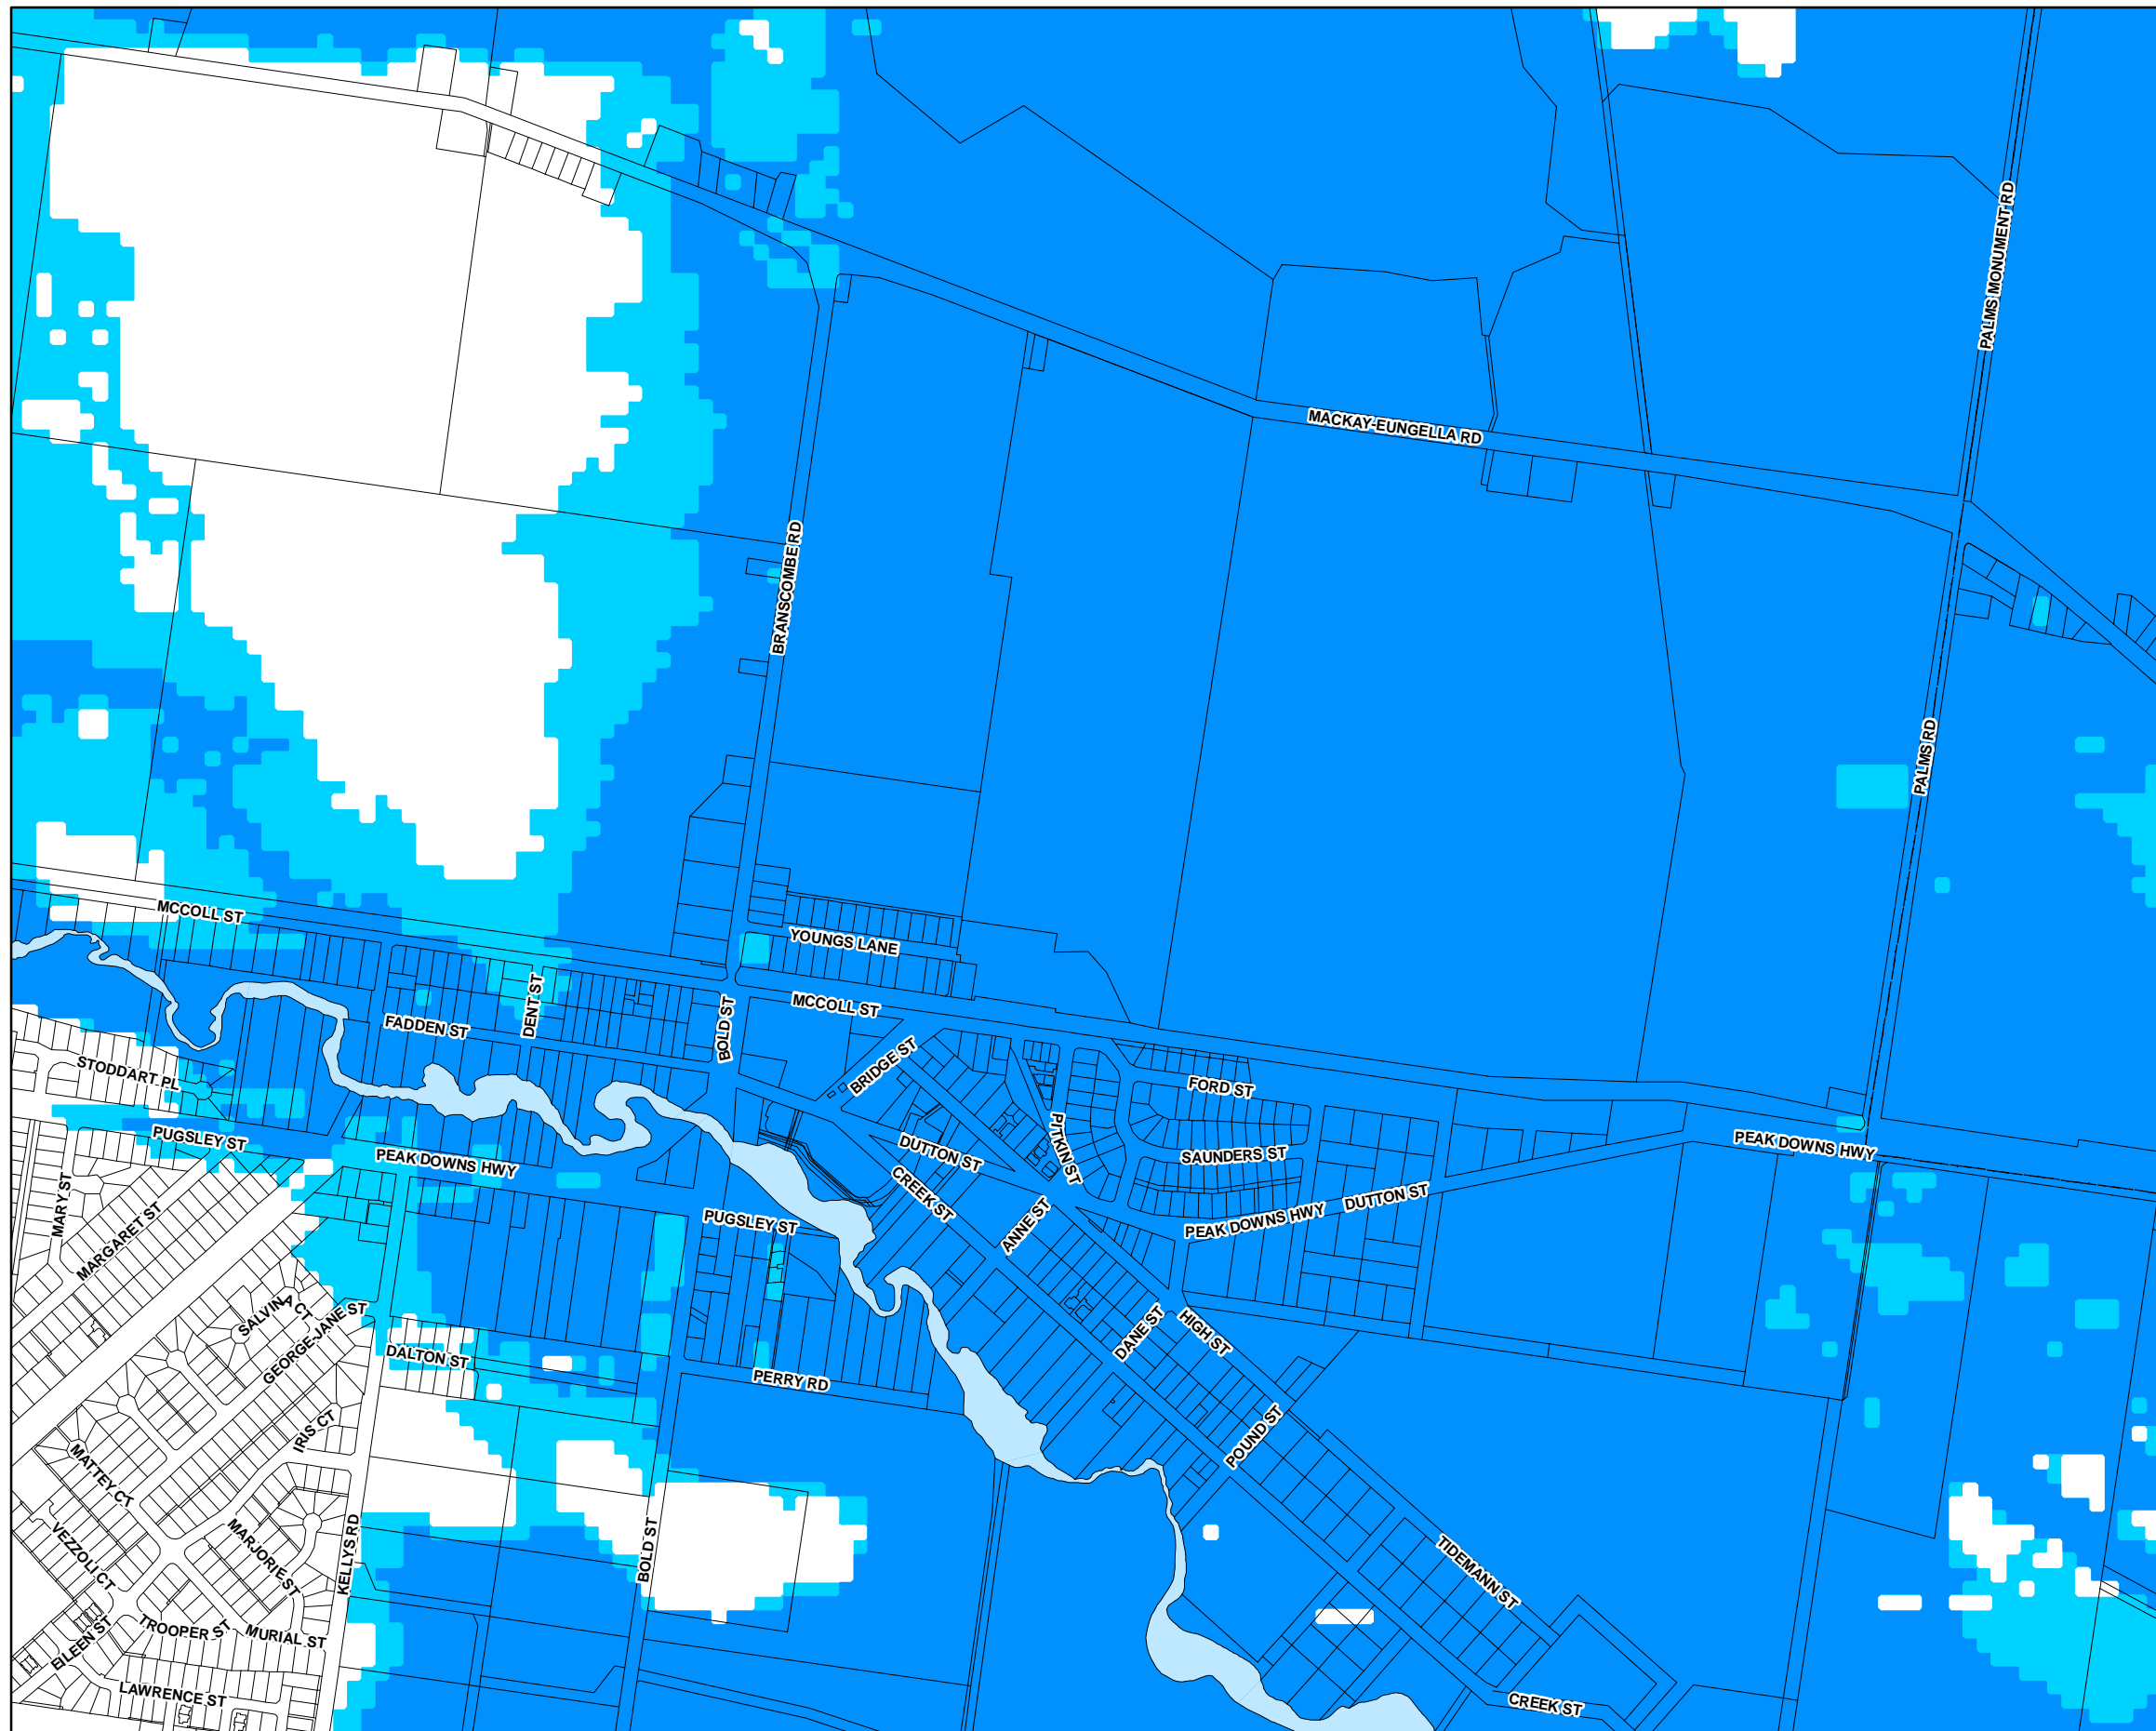 PALMS MONUMENT RD
MACKAY-EUNGELLA RD
BRANSCOMBE RD
PALMS RD
MCCOLL ST
YOUNGS LANE
MCCOLL ST
DENT ST
FADDEN ST
BOLD ST
BRIDGE ST
STODDART PL
FORD ST
PUGSLEY ST
PEAK DOWNS HWY
DUTTON ST
PITKIN ST
SAUNDERS ST
PEAK DOWNS HWY
MARY ST
MARGARET ST
CREEK ST
ANNE ST
PUGSLEY ST
PEAK DOWNS HWY
DUTTON ST
SALVINA CT
GEORGE-JANE ST
DALTON ST
DANE ST
HIGH ST
PERRY RD
IRIS CT
POUND ST
MATTEY CT
VEZZOLI CT
MARJORIE ST
KELLYS RD
BOLD ST
TIDEMANN ST
EILEEN ST
TROOPER ST
MURIAL ST
LAWRENCE ST
CREEK ST